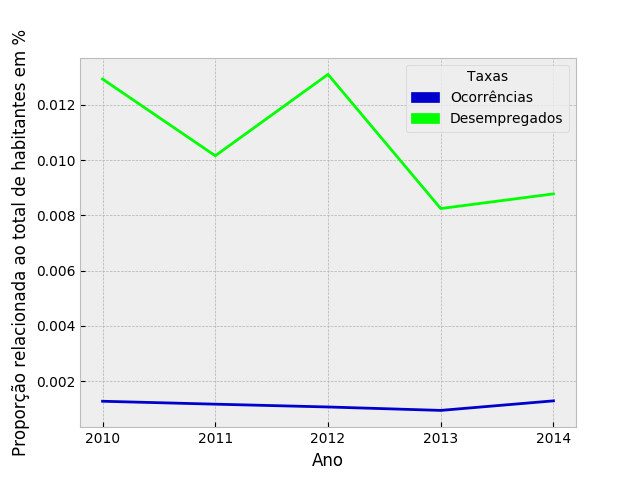 Proporção relacionada ao total de habitantes em %
0.012
0.010
0.008
0.006
0.004
0.002
Taxas
Ocorrências
Desempregados
2010 2011 2012 2013 2014
Ano